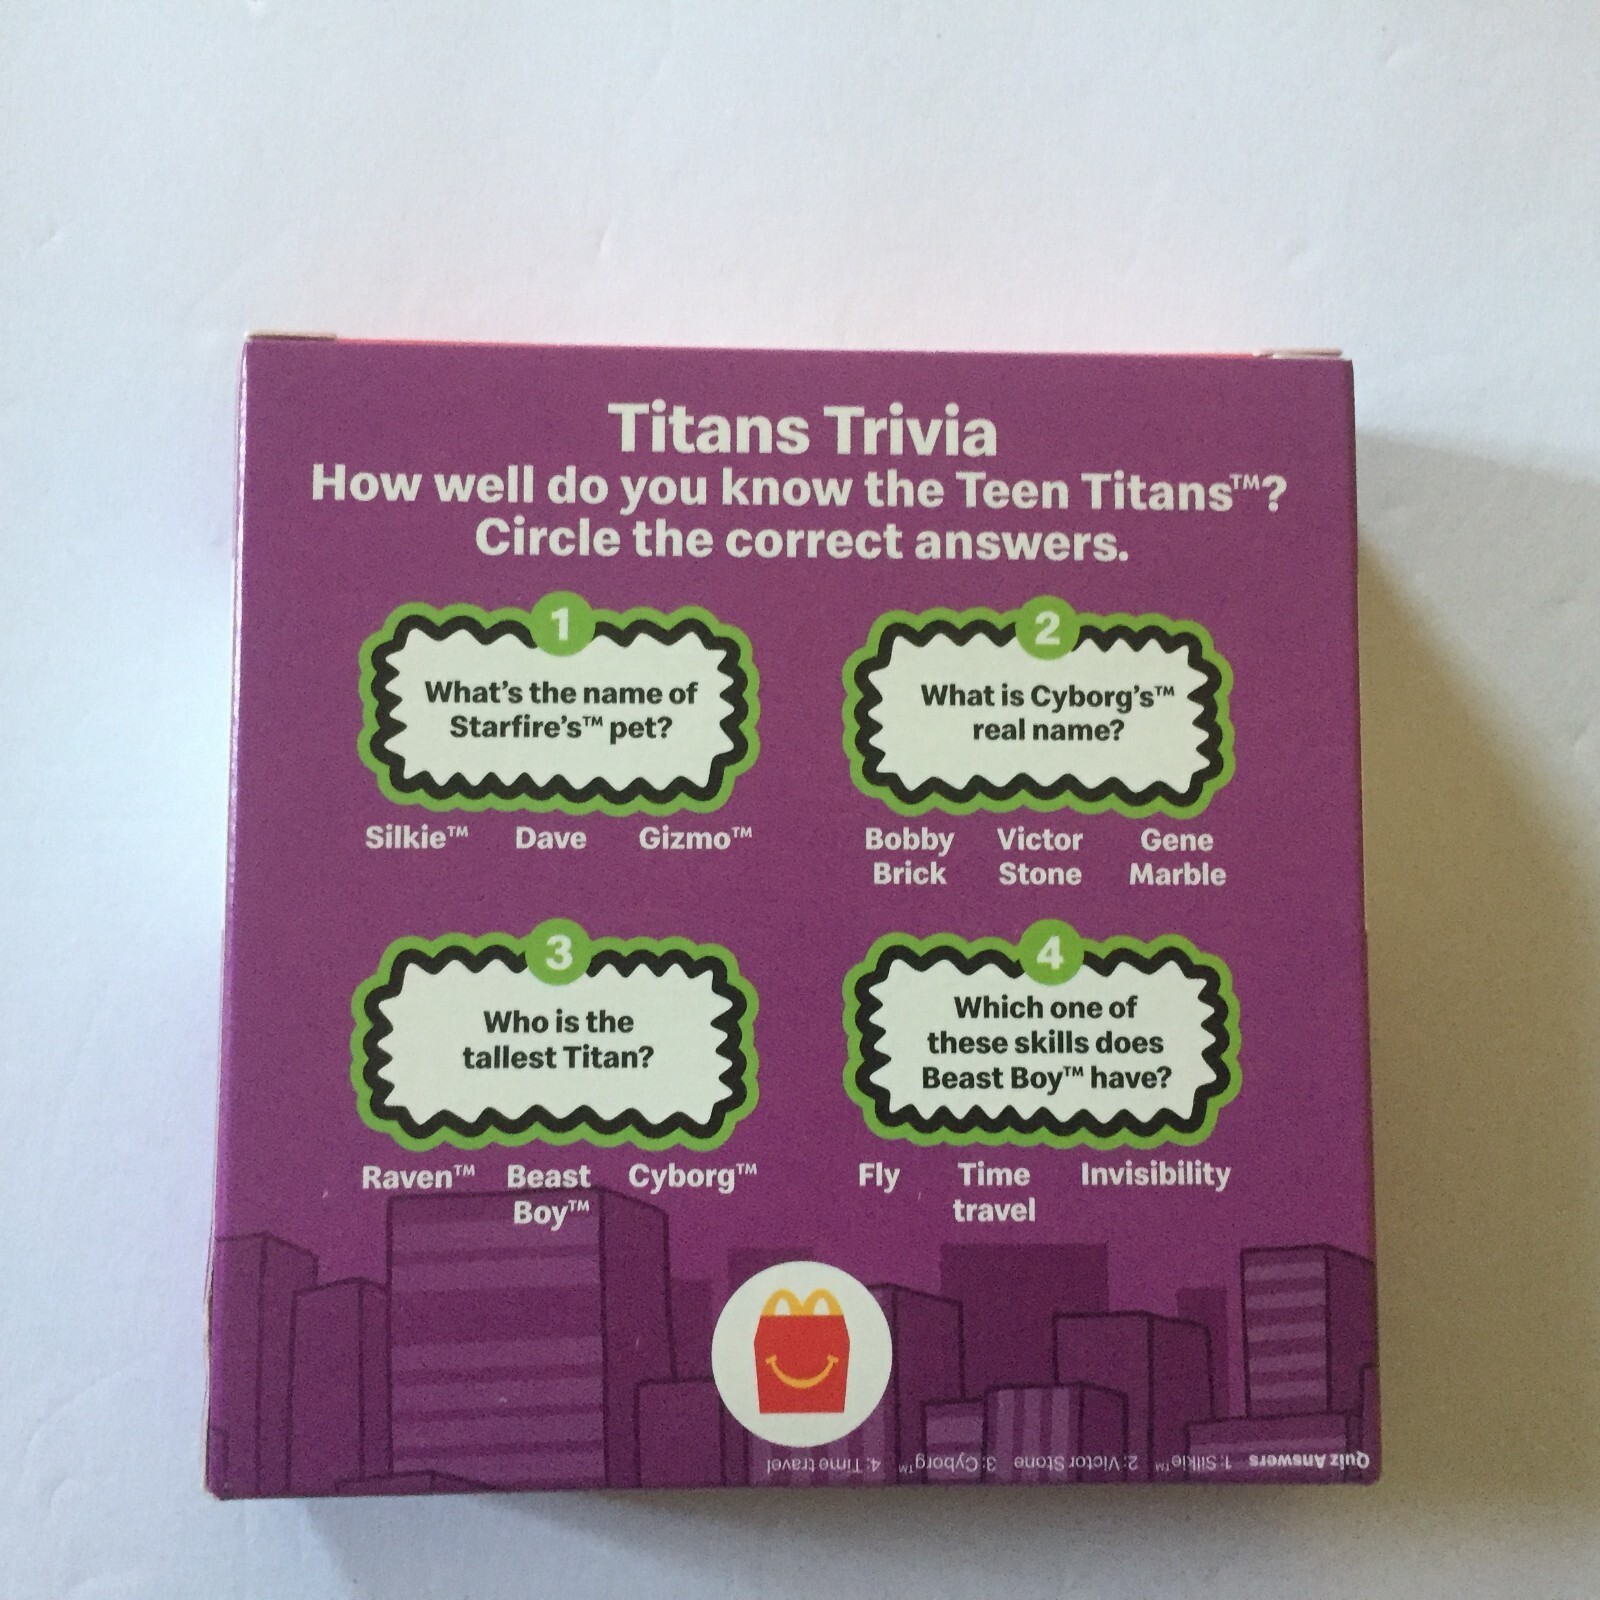 Titans Trivia
How well do you know the Teen Titans™?
Circle the correct answers.
1
What's the name of
Starfire's™ pet?
Silkie™ Dave Gizmo™
2
What is Cyborg's™
real name?
Bobby Victor Gene
Brick Stone Marble
3
Who is the
tallest Titan?
Raven™ Beast Cyborg™
Boy™
4
Which one of
these skills does
Beast Boy™ have?
Fly Time Invisibility
travel
Quiz Answers 1: Silkie™ 2: Victor Stone 3: Cyborg™ 4: Time travel